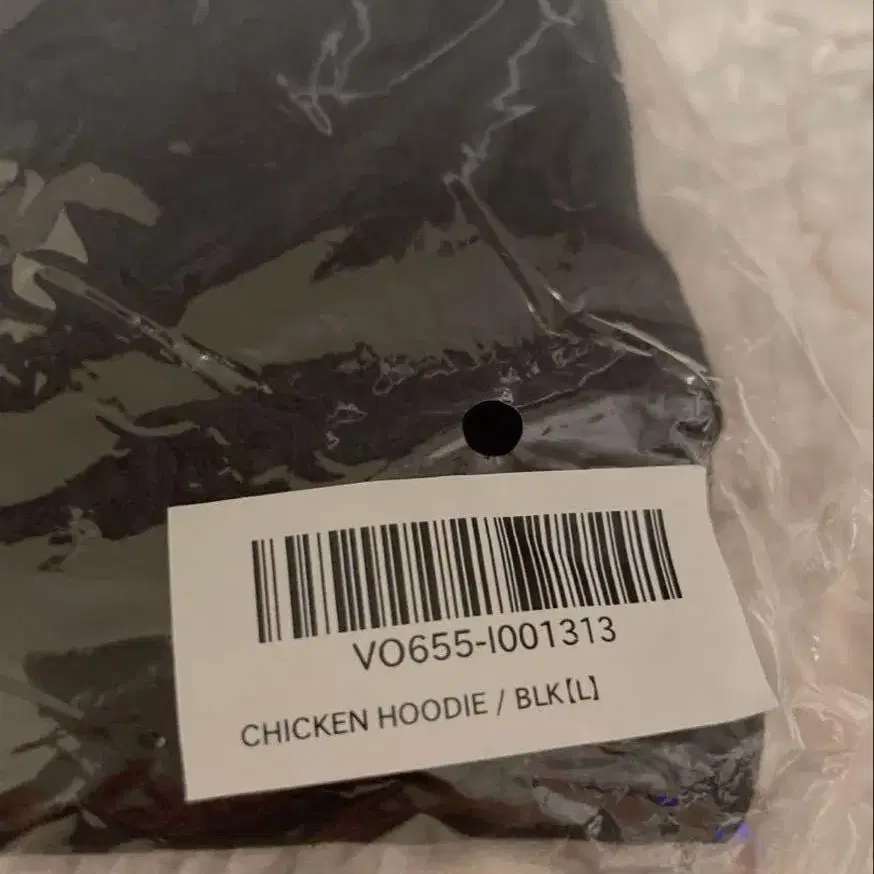 VO655-I001313
CHICKEN HOODIE / BLK【L】